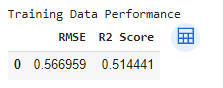 Training Data Performance
RMSE R2 Score
0 0.566959 0.514441